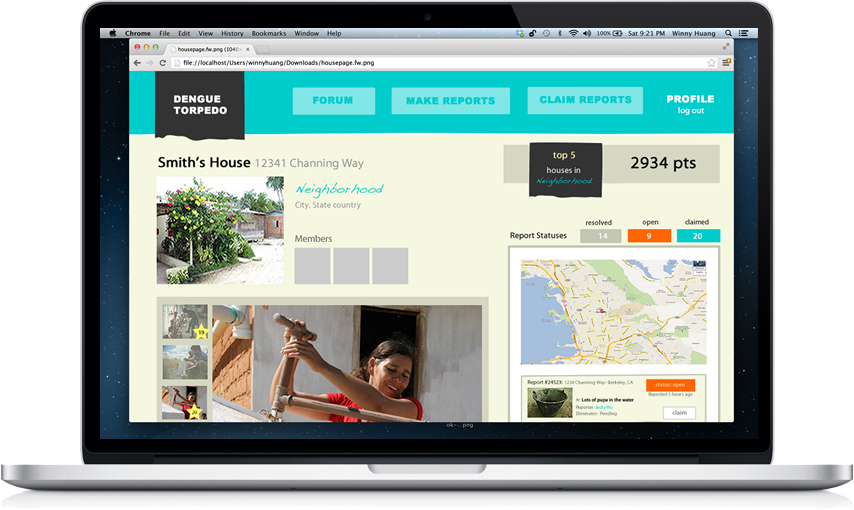 Chrome File Edit View History Bookmarks Window Help
100% Sat 9:21 PM Winny Huang
housepage.fw.png (1040×
file://localhost/Users/winnyhuang/Downloads/housepage.fw.png
DENGUE
TORPEDO
FORUM
MAKE REPORTS
CLAIM REPORTS
PROFILE
log out
Smith's House 12341 Channing Way
Neighborhood
City, State country
Members
top 5
houses in
Neighborhood
2934 pts
Report Statuses
resolved
14
open
9
claimed
20
19
20
Report #24523: 1234 Channing Way- Berkeley, CA
status open
Reported 3 hours ago
Lots of pupa in the water
Reporter:
Eliminator: Pending
claim
ok-...png